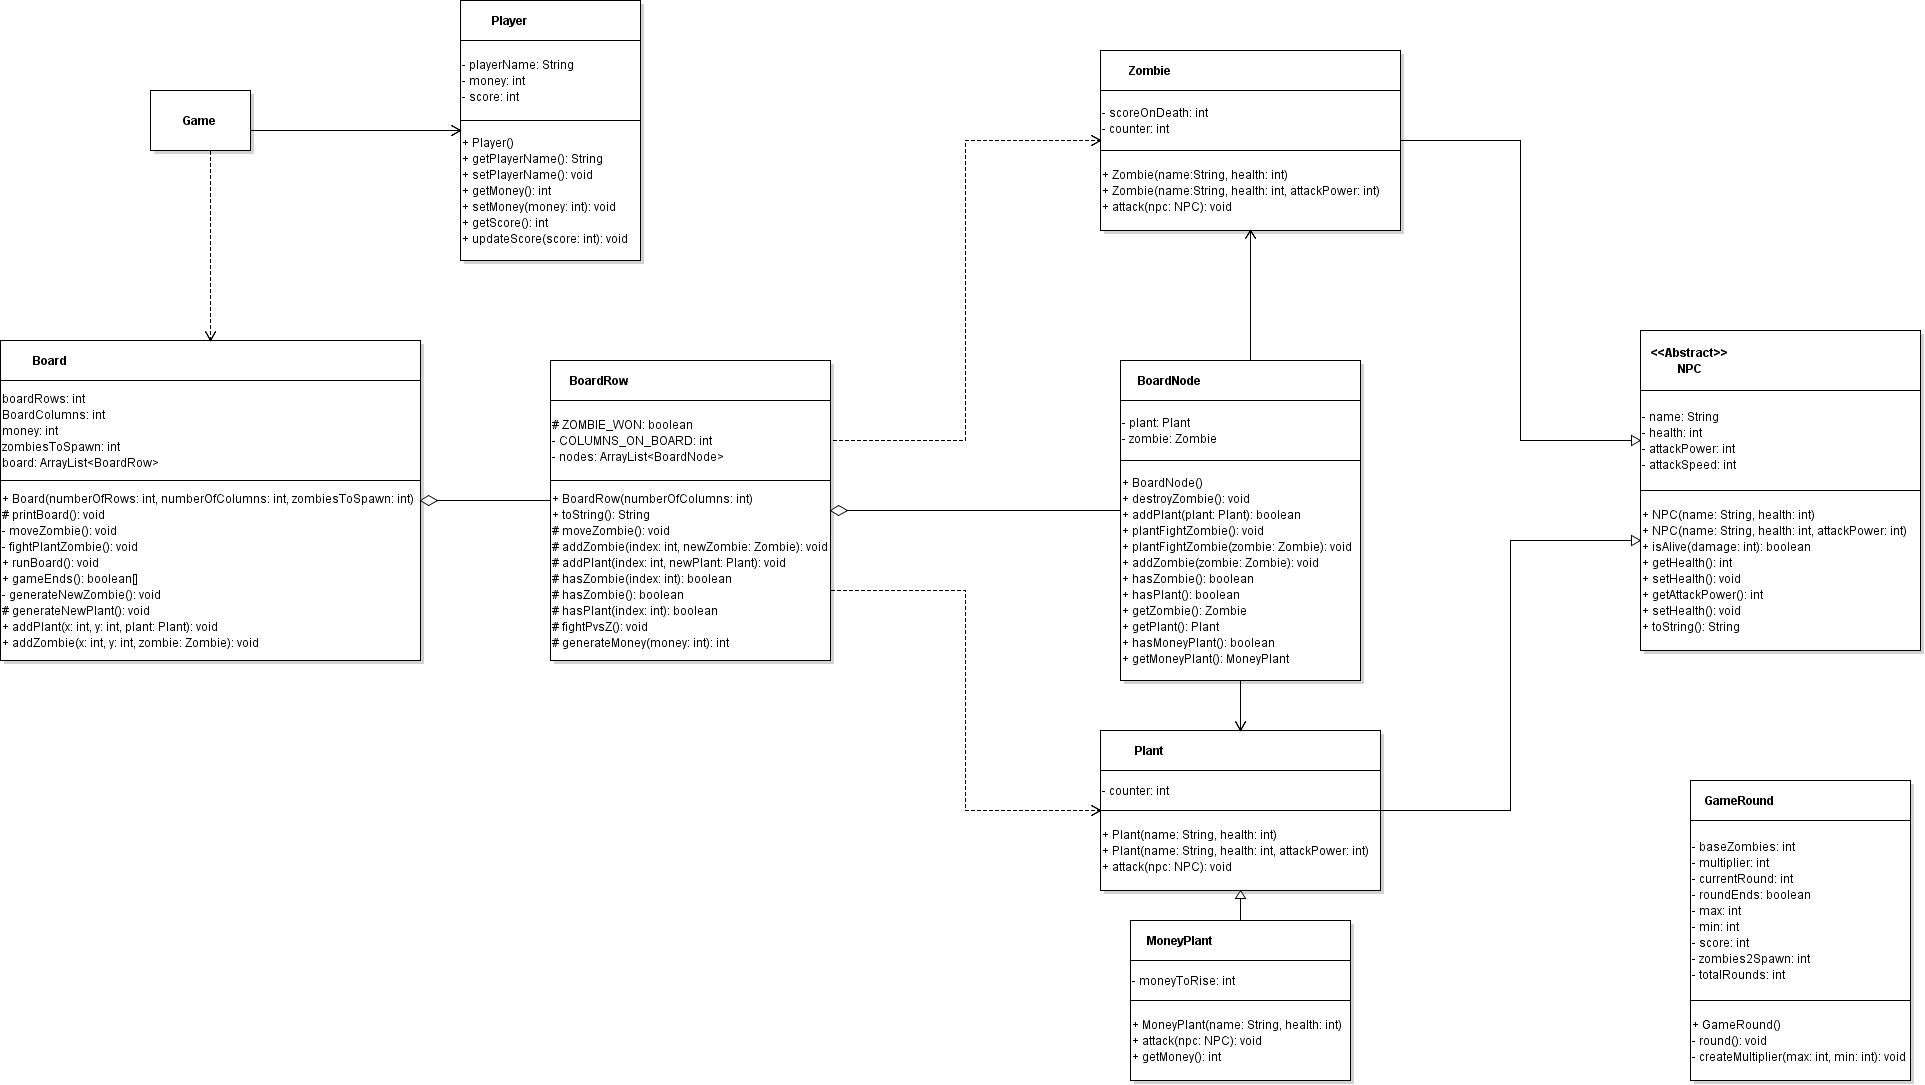 Player
- playerName: String
- money: int
- score: int
+ Player()
+ getPlayerName(): String
+ setPlayerName(): void
+ getMoney(): int
+ setMoney(money: int): void
+ getScore(): int
+ updateScore(score: int): void
Game
Zombie
- scoreOnDeath: int
- counter: int
+ Zombie(name:String, health: int)
+ Zombie(name:String, health: int, attackPower: int)
+ attack(npc: NPC): void
Board
boardRows: int
BoardColumns: int
money: int
zombiesToSpawn: int
board: ArrayList<BoardRow>
+ Board(numberOfRows: int, numberOfColumns: int, zombiesToSpawn: int)
# printBoard(): void
- moveZombie(): void
- fightPlantZombie(): void
+ runBoard(): void
+ gameEnds(): boolean[]
- generateNewZombie(): void
# generateNewPlant(): void
+ addPlant(x: int, y: int, plant: Plant): void
+ addZombie(x: int, y: int, zombie: Zombie): void
BoardRow
# ZOMBIE_WON: boolean
- COLUMNS_ON_BOARD: int
- nodes: ArrayList<BoardNode>
+ BoardRow(numberOfColumns: int)
+ toString(): String
# moveZombie(): void
# addZombie(index: int, newZombie: Zombie): void
# addPlant(index: int, newPlant: Plant): void
# hasZombie(index: int): boolean
# hasZombie(): boolean
# hasPlant(index: int): boolean
# fightPvsZ(): void
# generateMoney(money: int): int
BoardNode
- plant: Plant
- zombie: Zombie
+ BoardNode()
+ destroyZombie(): void
+ addPlant(plant: Plant): boolean
+ plantFightZombie(): void
+ plantFightZombie(zombie: Zombie): void
+ addZombie(zombie: Zombie): void
+ hasZombie(): boolean
+ hasPlant(): boolean
+ getZombie(): Zombie
+ getPlant(): Plant
+ hasMoneyPlant(): boolean
+ getMoneyPlant(): MoneyPlant
<<Abstract>>
NPC
- name: String
- health: int
- attackPower: int
- attackSpeed: int
+ NPC(name: String, health: int)
+ NPC(name: String, health: int, attackPower: int)
+ isAlive(damage: int): boolean
+ getHealth(): int
+ setHealth(): void
+ getAttackPower(): int
+ setHealth(): void
+ toString(): String
Plant
- counter: int
+ Plant(name: String, health: int)
+ Plant(name: String, health: int, attackPower: int)
+ attack(npc: NPC): void
MoneyPlant
- moneyToRise: int
+ MoneyPlant(name: String, health: int)
+ attack(npc: NPC): void
+ getMoney(): int
GameRound
- baseZombies: int
- multiplier: int
- currentRound: int
- roundEnds: boolean
- max: int
- min: int
- score: int
- zombies2Spawn: int
- totalRounds: int
+ GameRound()
- round(): void
- createMultiplier(max: int, min: int): void